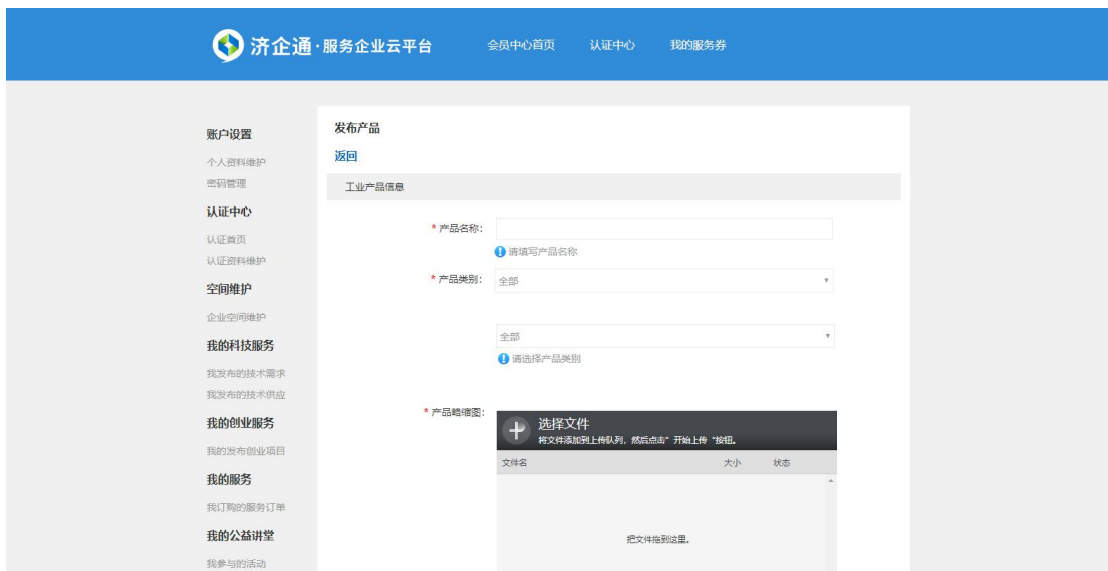 济企通·服务企业云平台 会员中心首页 认证中心 我的服务券
账户设置
个人资料维护
密码管理
认证中心
认证首页
认证资料维护
空间维护
企业空间维护
我的科技服务
我发布的技术需求
我发布的技术供应
我的创业服务
我的发布创业项目
我的服务
我订购的服务订单
我的公益讲堂
我参与的活动
发布产品
返回
工业产品信息
* 产品名称:
请填写产品名称
* 产品类别: 全部
全部
请选择产品类别
* 产品略缩图:
选择文件
将文件添加到上传队列，然后点击”开始上传“按钮。
文件名 大小 状态
把文件拖到这里。